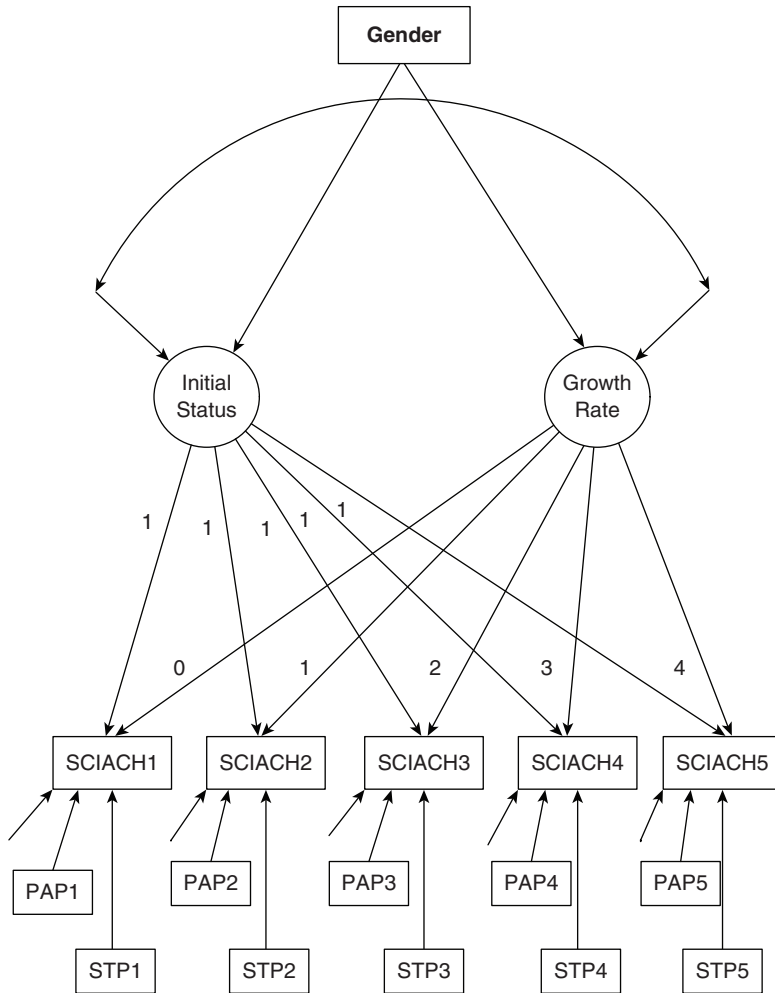 Gender
Initial
Status
Growth
Rate
1
1
1
1
1
0
1
2
3
4
SCIACH1
SCIACH2
SCIACH3
SCIACH4
SCIACH5
PAP1
PAP2
PAP3
PAP4
PAP5
STP1
STP2
STP3
STP4
STP5